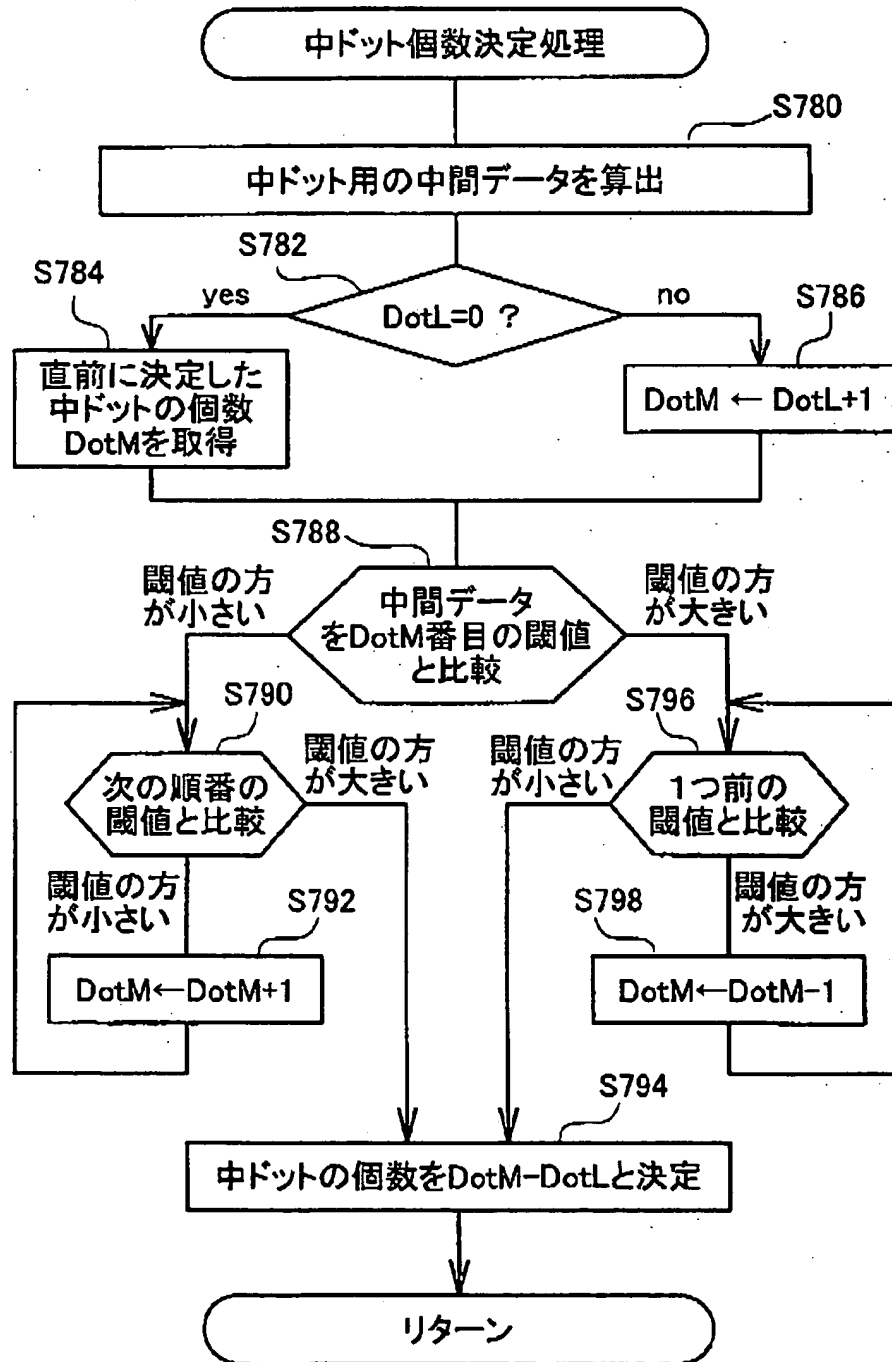 中ドット個数決定処理
S780
中ドット用の中間データを算出
S782
DotL=0 ?
yes
no
S784
直前に決定した
中ドットの個数
DotMを取得
S786
DotM ← DotL+1
S788
中間データ
をDotM番目の閾値
と比較
閾値の方
が小さい
閾値の方
が大きい
S790
次の順番の
閾値と比較
閾値の方
が大きい
閾値の方
が小さい
S796
1つ前の
閾値と比較
閾値の方
が小さい
S792
DotM←DotM+1
閾値の方
が大きい
S798
DotM←DotM-1
S794
中ドットの個数をDotM-DotLと決定
リターン